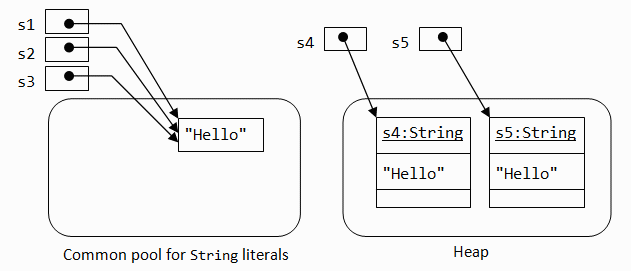 s1
s2
s3
"Hello"
Common pool for String literals
s4
s5
s4:String
"Hello"
s5:String
"Hello"
Heap